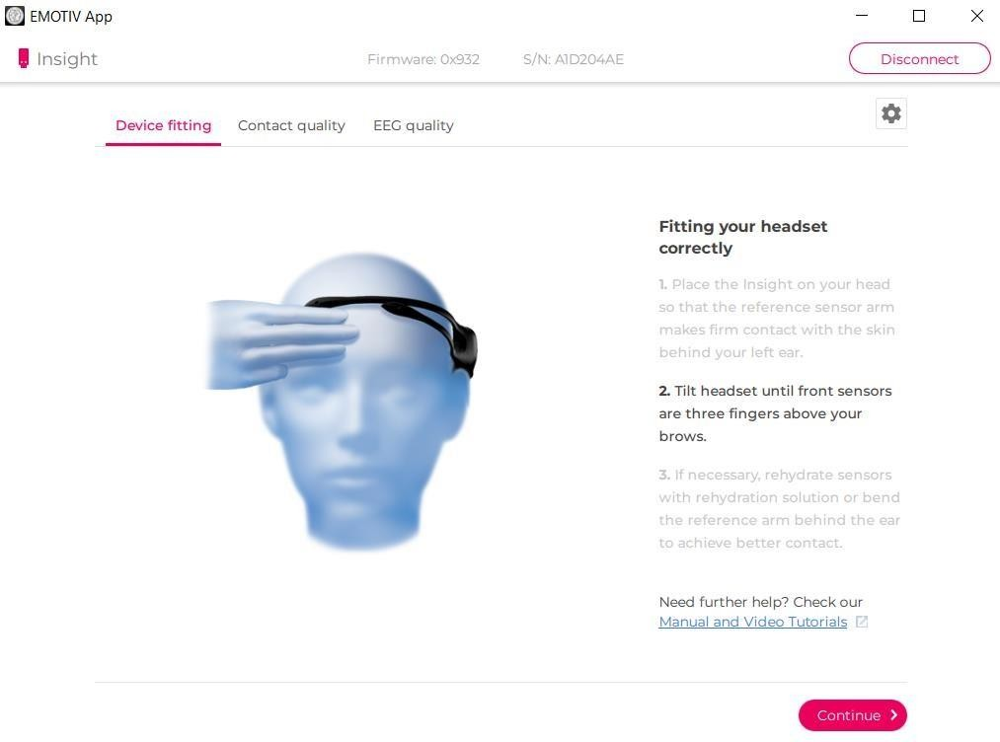 EMOTIV App
Insight
Firmware: 0x932
S/N: A1D204AE
Disconnect
Device fitting
Contact quality
EEG quality
Fitting your headset
correctly
1. Place the Insight on your head
so that the reference sensor arm
makes firm contact with the skin
behind your left ear.
2. Tilt headset until front sensors
are three fingers above your
brows.
3. If necessary, rehydrate sensors
with rehydration solution or bend
the reference arm behind the ear
to achieve better contact.
Need further help? Check our
Manual and Video Tutorials
Continue